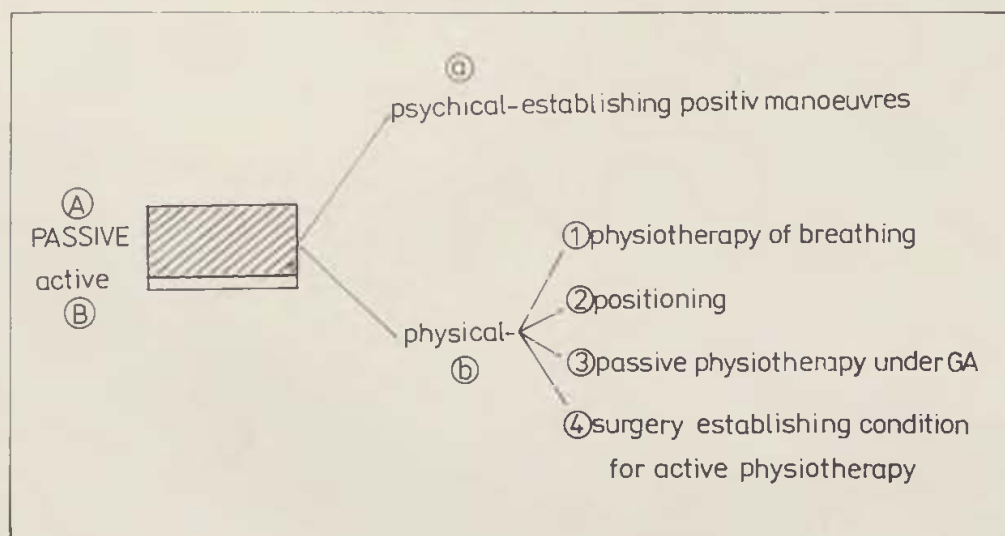 ⓐ
psychical-establishing positiv manoeuvres
Ⓐ
PASSIVE
active
Ⓑ
physical-
ⓑ
①physiotherapy of breathing
②positioning
③passive physiotherapy under GA
④surgery establishing condition
for active physiotherapy